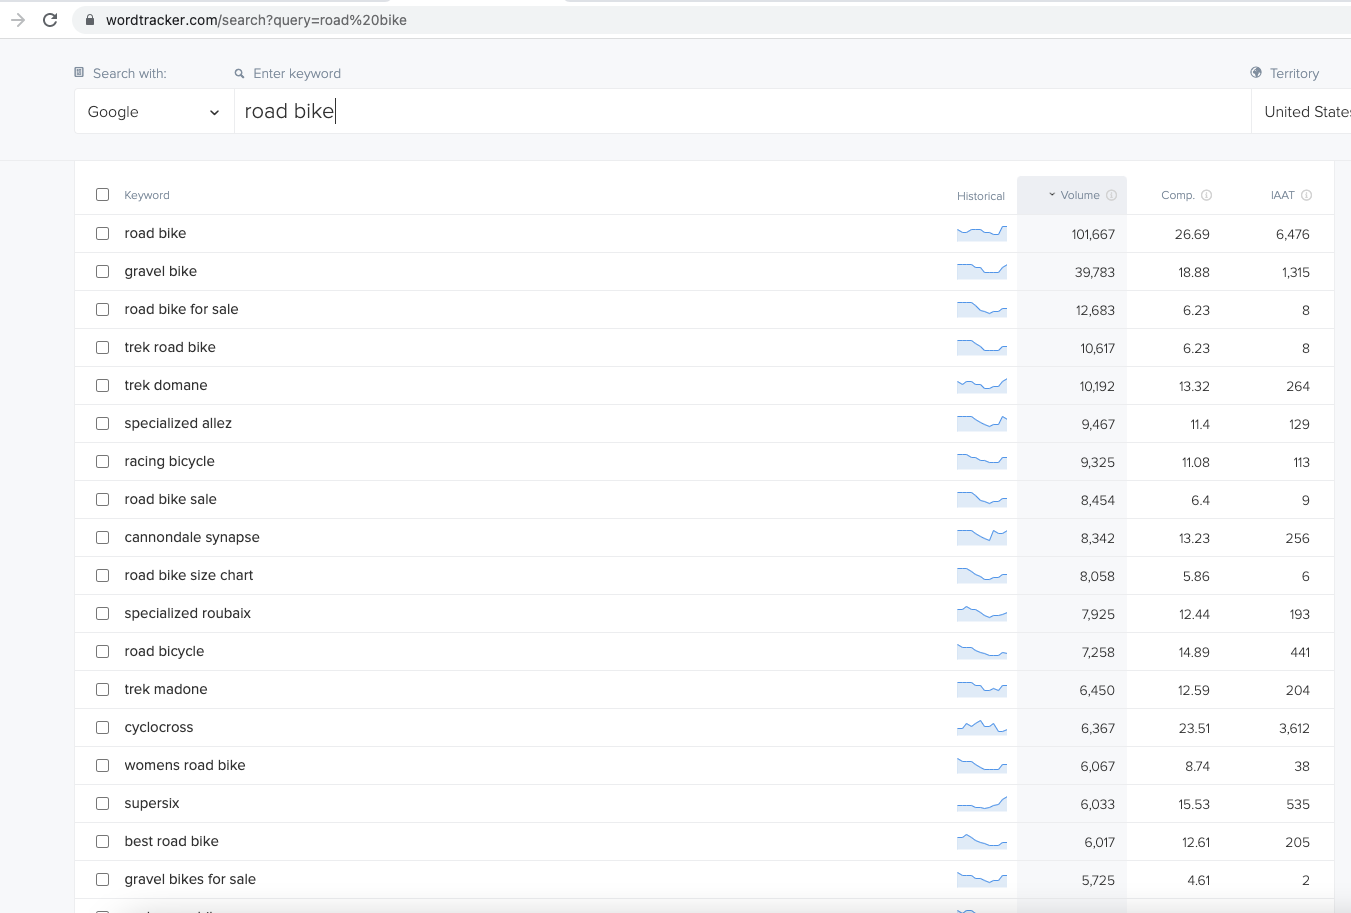 wordtracker.com/search?query=road%20bike
Search with: Enter keyword Territory
Google road bike United States
Keyword Historical Volume Comp. IAAT
road bike 101,667 26.69 6,476
gravel bike 39,783 18.88 1,315
road bike for sale 12,683 6.23 8
trek road bike 10,617 6.23 8
trek domane 10,192 13.32 264
specialized allez 9,467 11.4 129
racing bicycle 9,325 11.08 113
road bike sale 8,454 6.4 9
cannondale synapse 8,342 13.23 256
road bike size chart 8,058 5.86 6
specialized roubaix 7,925 12.44 193
road bicycle 7,258 14.89 441
trek madone 6,450 12.59 204
cyclocross 6,367 23.51 3,612
womens road bike 6,067 8.74 38
supersix 6,033 15.53 535
best road bike 6,017 12.61 205
gravel bikes for sale 5,725 4.61 2